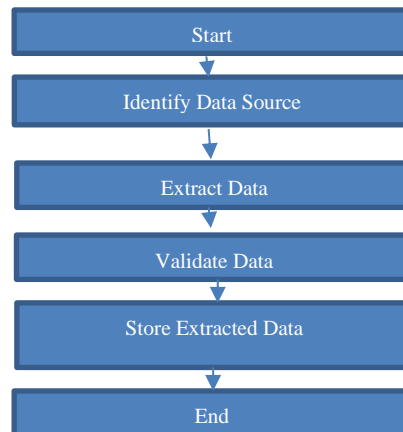 Start
Identify Data Source
Extract Data
Validate Data
Store Extracted Data
End